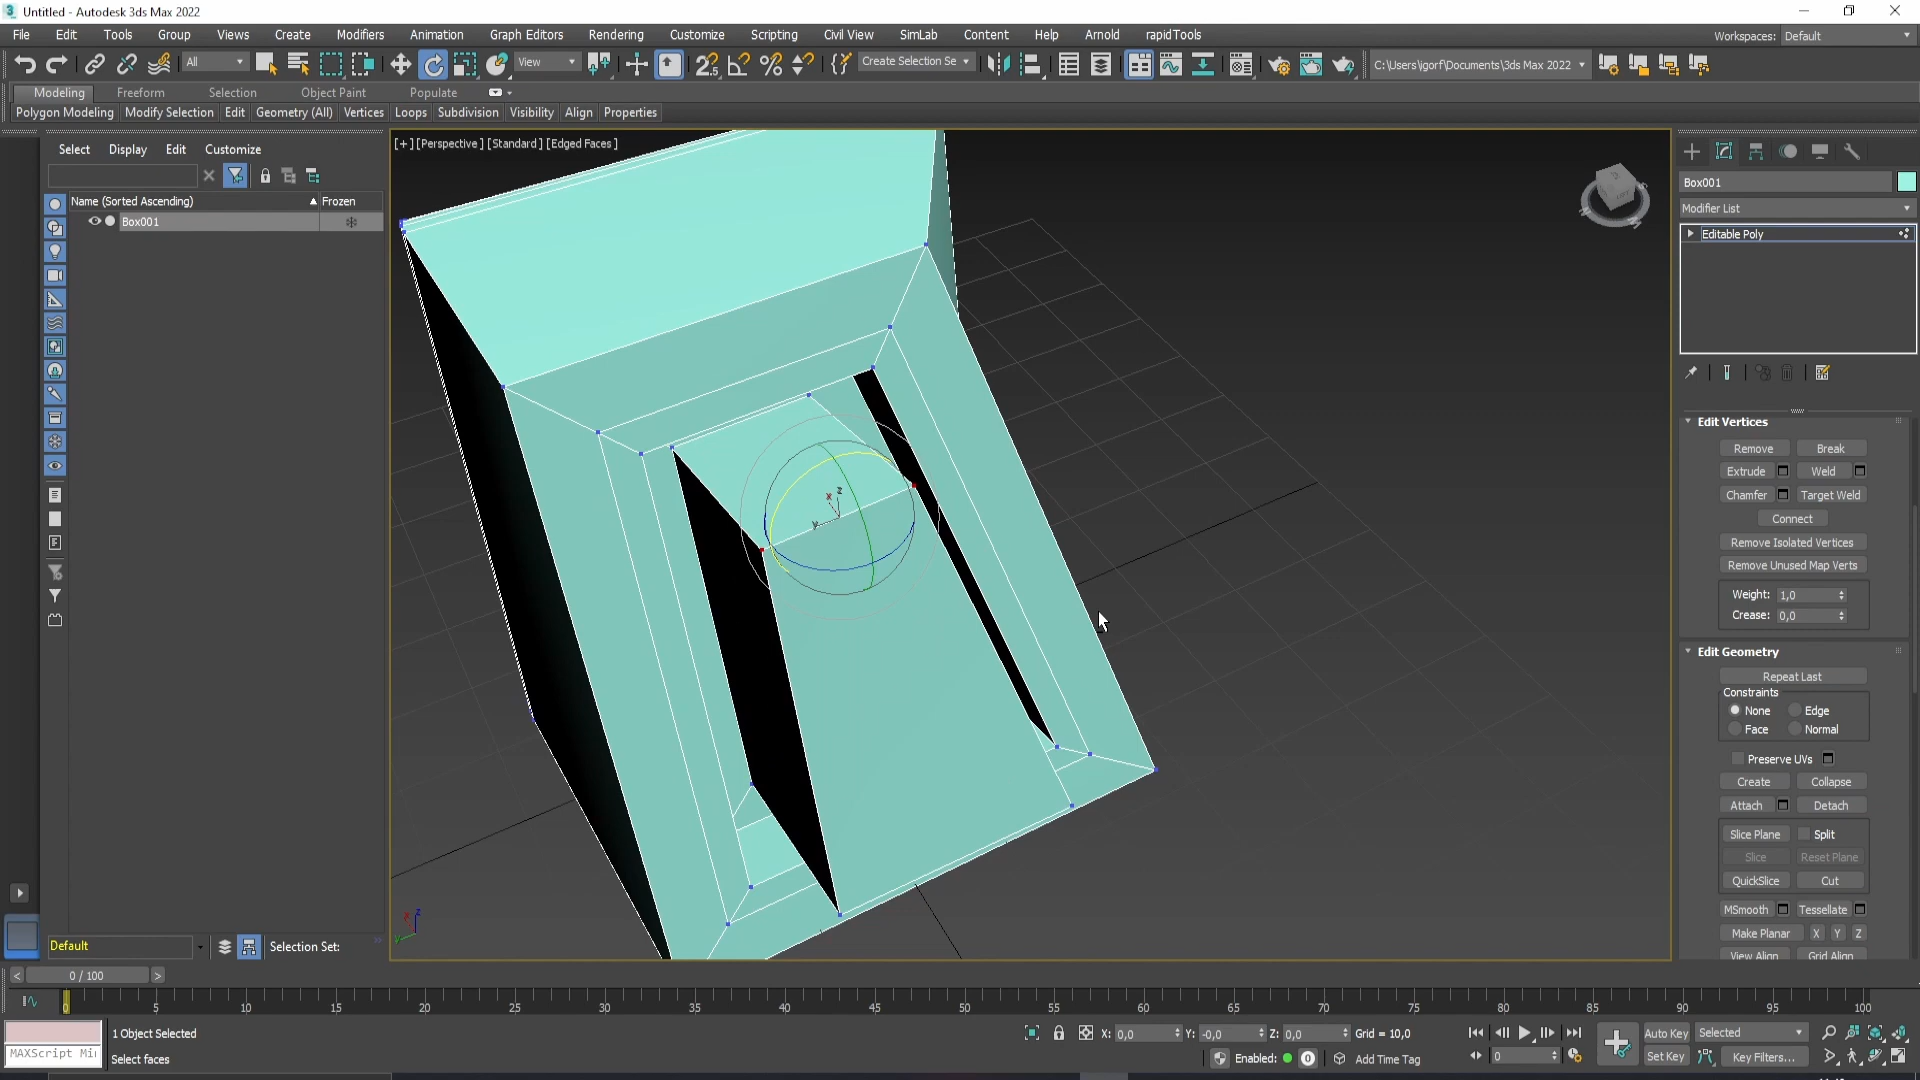 Untitled - Autodesk 3ds Max 2022
File Edit Tools Group Views Create Modifiers Animation Graph Editors Rendering Customize Scripting Civil View SimLab Content Help Arnold rapidTools
Workspaces: Default
All
View
Create Selection Se
C:\Users\igorf\Documents\3ds Max 2022
Modeling Freeform Selection Object Paint Populate
Polygon Modeling Modify Selection Edit Geometry (All) Vertices Loops Subdivision Visibility Align Properties
Select Display Edit Customize
Name (Sorted Ascending) Frozen
Box001
[+] [Perspective] [Standard] [Edged Faces]
Box001
Modifier List
Editable Poly
Edit Vertices
Remove Break
Extrude Weld
Chamfer Target Weld
Connect
Remove Isolated Vertices
Remove Unused Map Verts
Weight: 1,0
Crease: 0,0
Edit Geometry
Repeat Last
Constraints
None Edge
Face Normal
Preserve UVs
Create Collapse
Attach Detach
Slice Plane Split
Slice Reset Plane
QuickSlice Cut
MSmooth Tessellate
Make Planar X Y Z
View Align Grid Align
x z
y
Default
Selection Set:
0 / 100
0 5 10 15 20 25 30 35 40 45 50 55 60 65 70 75 80 85 90 95 100
1 Object Selected
MAXScript Mi
Select faces
X: 0,0 Y: -0,0 Z: 0,0 Grid = 10,0
Enabled: 0 Add Time Tag
0
Auto Key Selected
Set Key Key Filters...